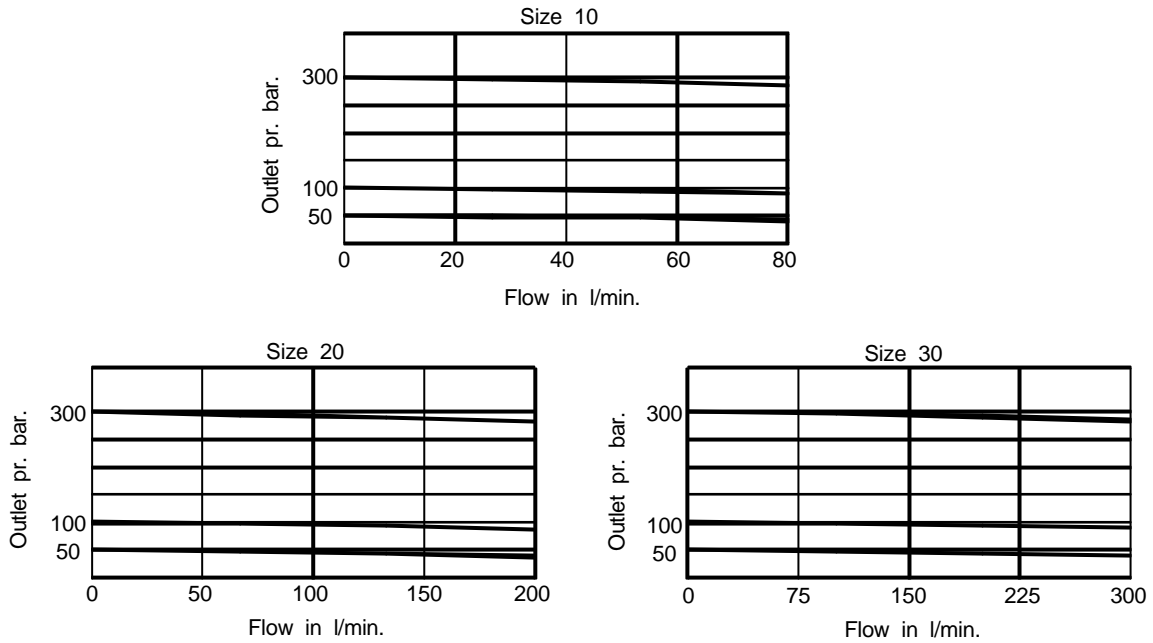 Size 10
Outlet pr. bar.
300
100
50
0 20 40 60 80
Flow in l/min.
Size 20
Outlet pr. bar.
300
100
50
0 50 100 150 200
Flow in l/min.
Size 30
Outlet pr. bar.
300
100
50
0 75 150 225 300
Flow in l/min.